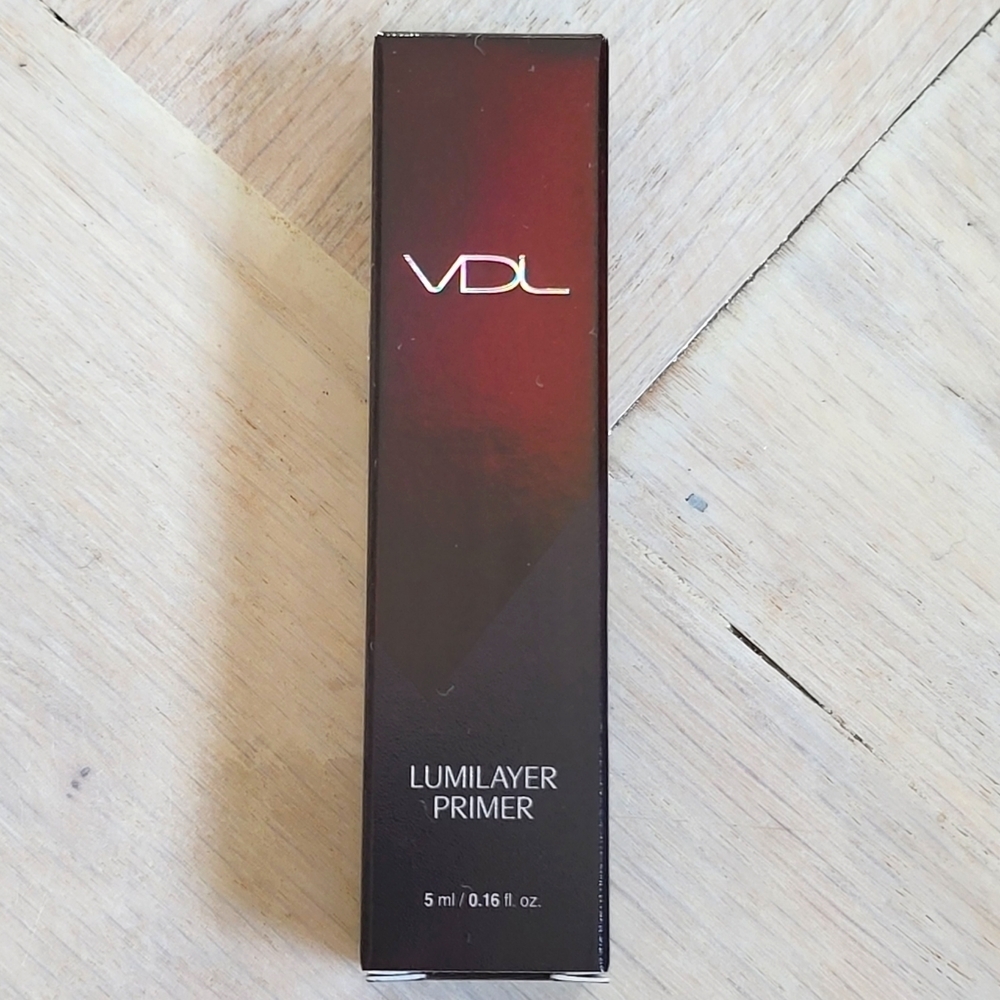 VDL
LUMILAYER
PRIMER
5 ml / 0.16 fl. oz.